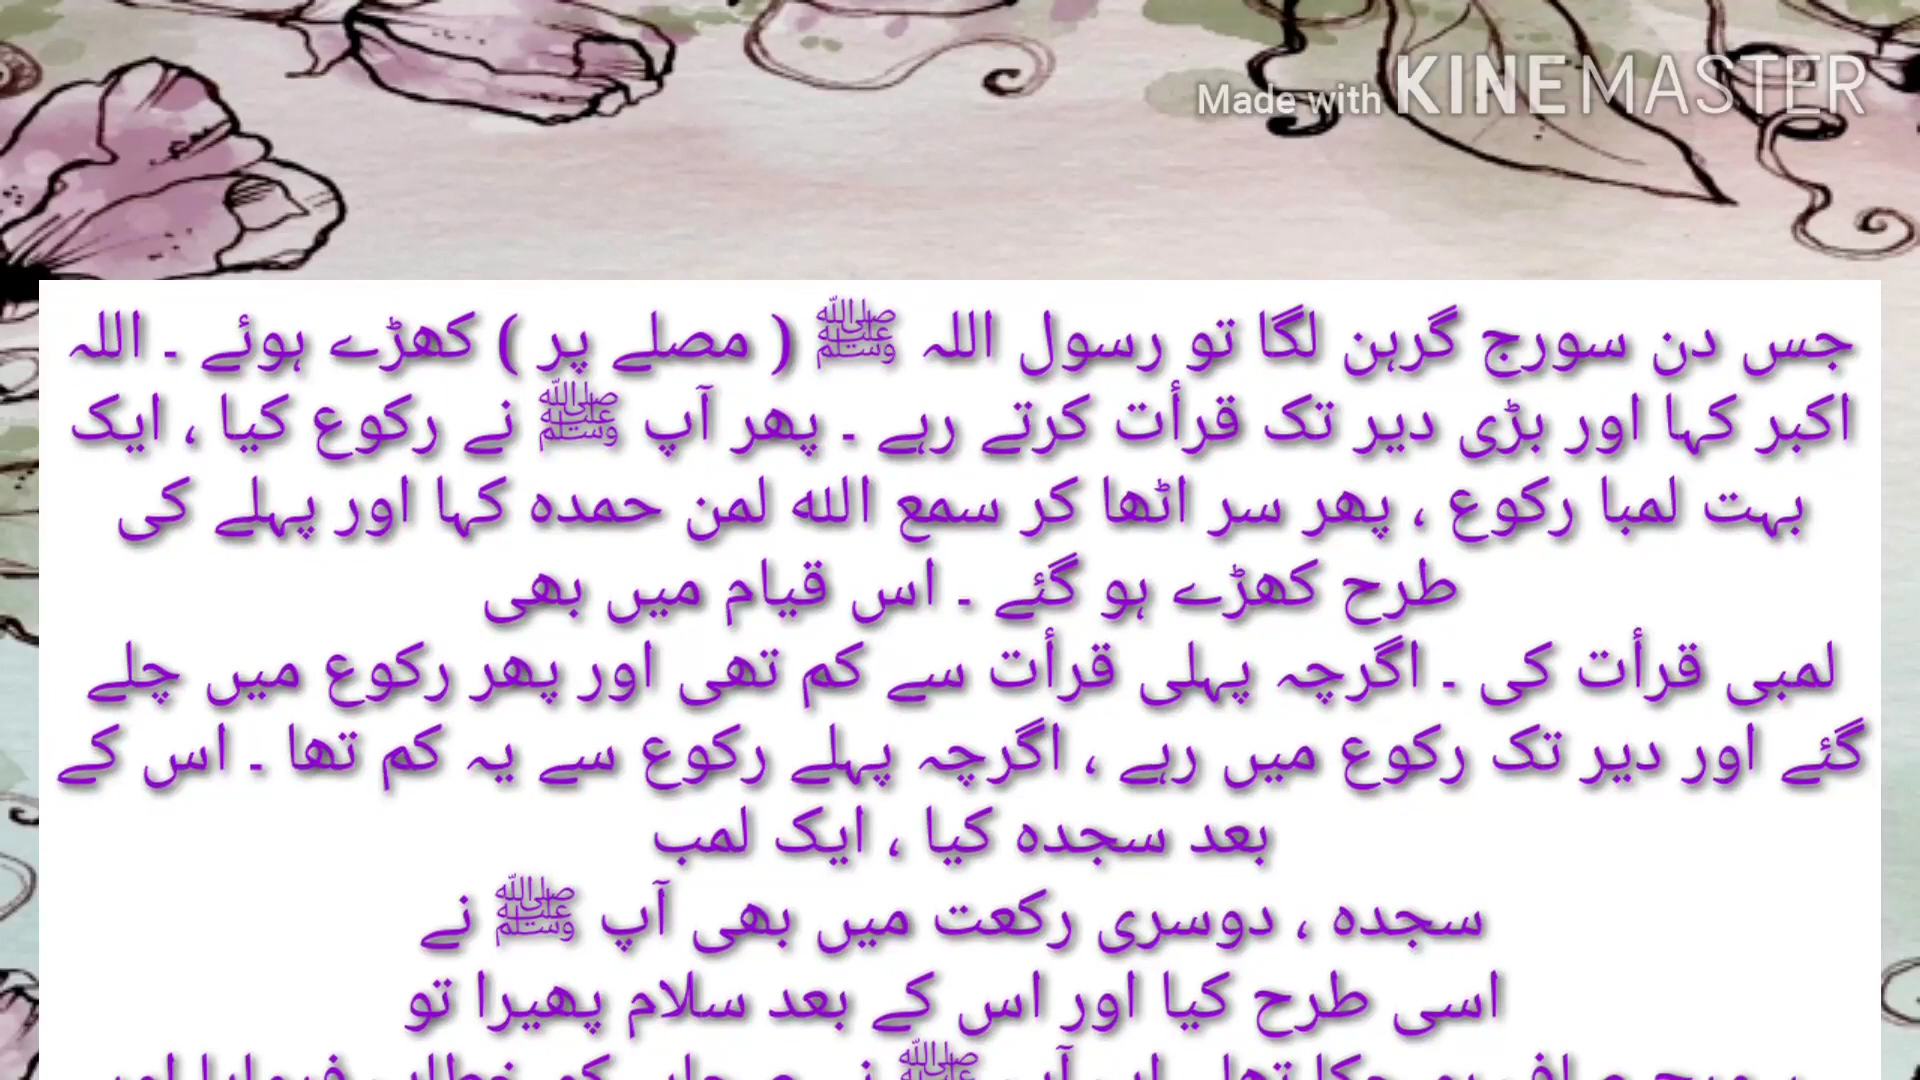 Made with KINEMASTER
جس دن سورج گرہن لگا تو رسول اللہ ﷺ ( مصلے پر ) کھڑے ہوئے ۔ اللہ
اکبر کہا اور بڑی دیر تک قرأت کرتے رہے ۔ پھر آپ ﷺ نے رکوع کیا ، ایک
بہت لمبا رکوع ، پھر سر اٹھا کر سمع الله لمن حمده کہا اور پہلے کی
طرح کھڑے ہو گئے ۔ اس قیام میں بھی
لمبی قرأت کی ۔ اگرچہ پہلی قرأت سے کم تھی اور پھر رکوع میں چلے
گئے اور دیر تک رکوع میں رہے ، اگرچہ پہلے رکوع سے یہ کم تھا ۔ اس کے
بعد سجدہ کیا ، ایک لمب
سجدہ ، دوسری رکعت میں بھی آپ ﷺ نے
اسی طرح کیا اور اس کے بعد سلام پھیرا تو